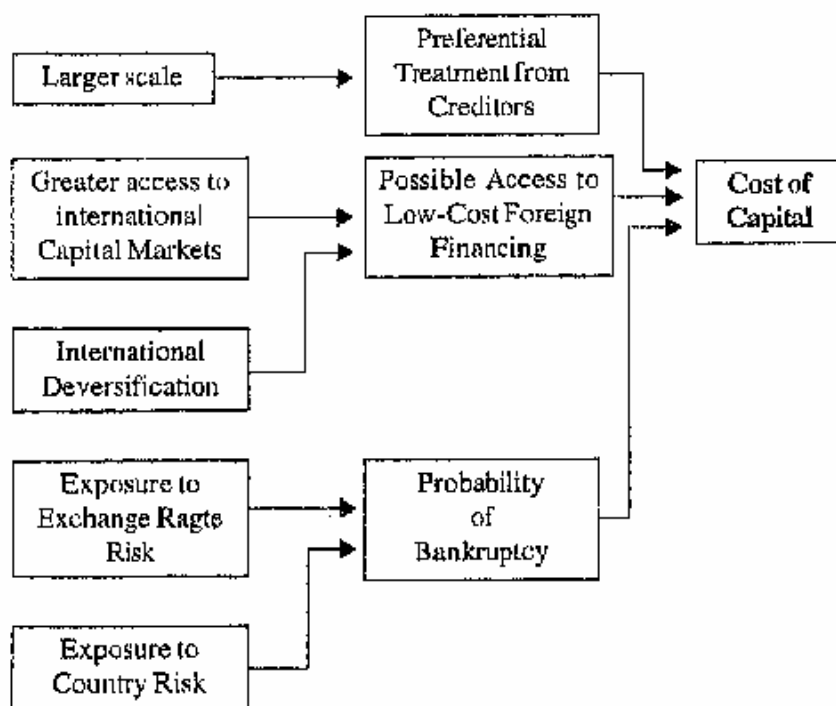 Larger scale
Preferential
Treatment from
Creditors
Greater access to
international
Capital Markets
Possible Access to
Low-Cost Foreign
Financing
Cost of
Capital
International
Deversification
Exposure to
Exchange Ragte
Risk
Probability
of
Bankruptcy
Exposure to
Country Risk